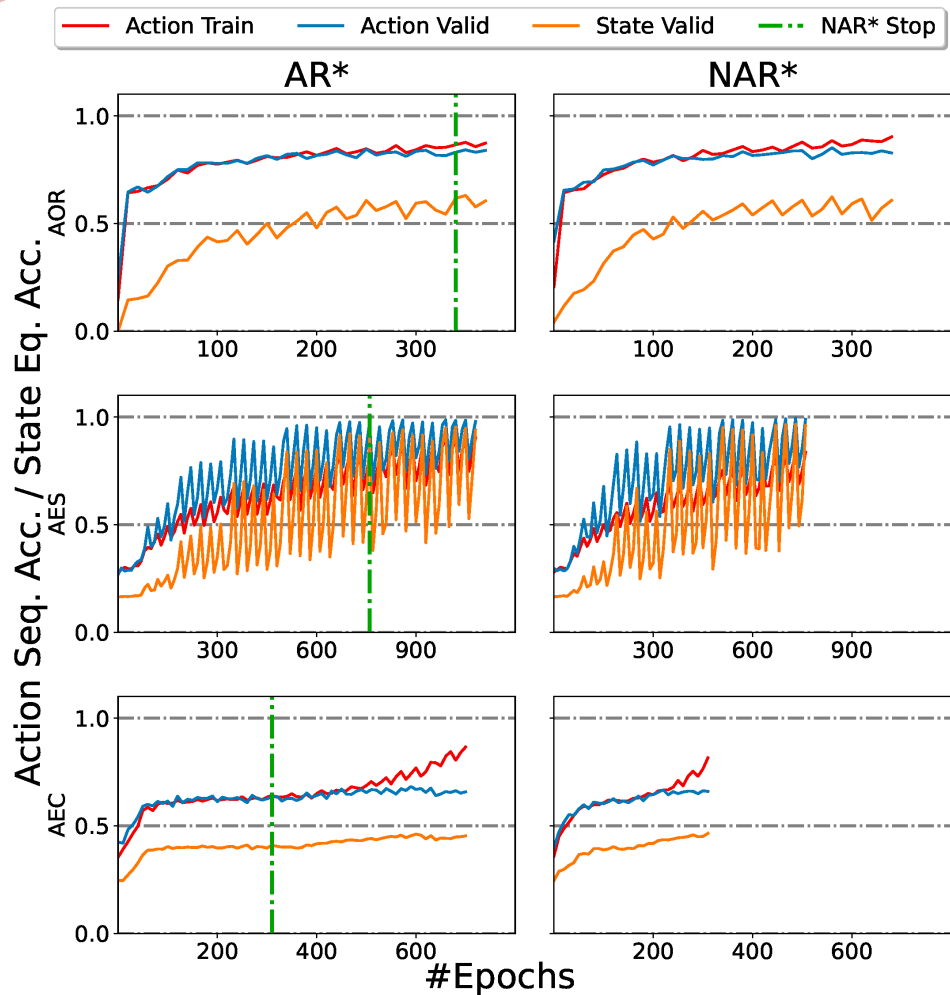 Action Train Action Valid State Valid NAR* Stop
AR* NAR*
Action Seq. Acc. / State Eq. Acc.
AOR
1.0
0.5
0.0
100 200 300
100 200 300
AES
1.0
0.5
0.0
300 600 900
300 600 900
AEC
1.0
0.5
0.0
200 400 600
200 400 600
#Epochs